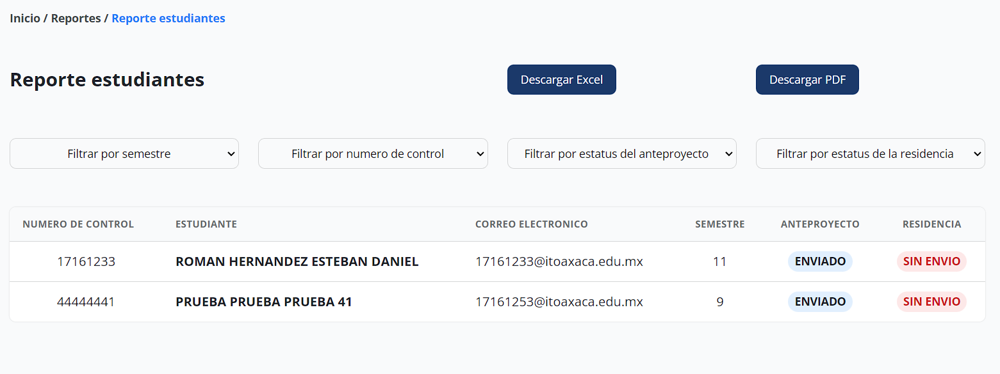 Inicio / Reportes / Reporte estudiantes
Reporte estudiantes
Descargar Excel
Descargar PDF
Filtrar por semestre
Filtrar por numero de control
Filtrar por estatus del anteproyecto
Filtrar por estatus de la residencia
NUMERO DE CONTROL ESTUDIANTE CORREO ELECTRONICO SEMESTRE ANTEPROYECTO RESIDENCIA
17161233 ROMAN HERNANDEZ ESTEBAN DANIEL 17161233@itoaxaca.edu.mx 11 ENVIADO SIN ENVIO
44444441 PRUEBA PRUEBA PRUEBA 41 17161253@itoaxaca.edu.mx 9 ENVIADO SIN ENVIO